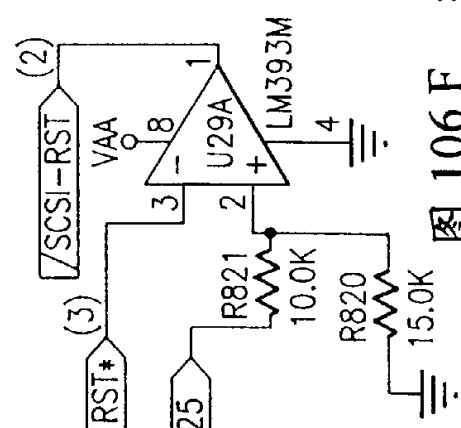 (2)
/SCSI-RST
VAA
8
1
LM393M
U29A
-
+
3
2
4
(3)
RST*
R821
10.0K
25
R820
15.0K
图 106 F